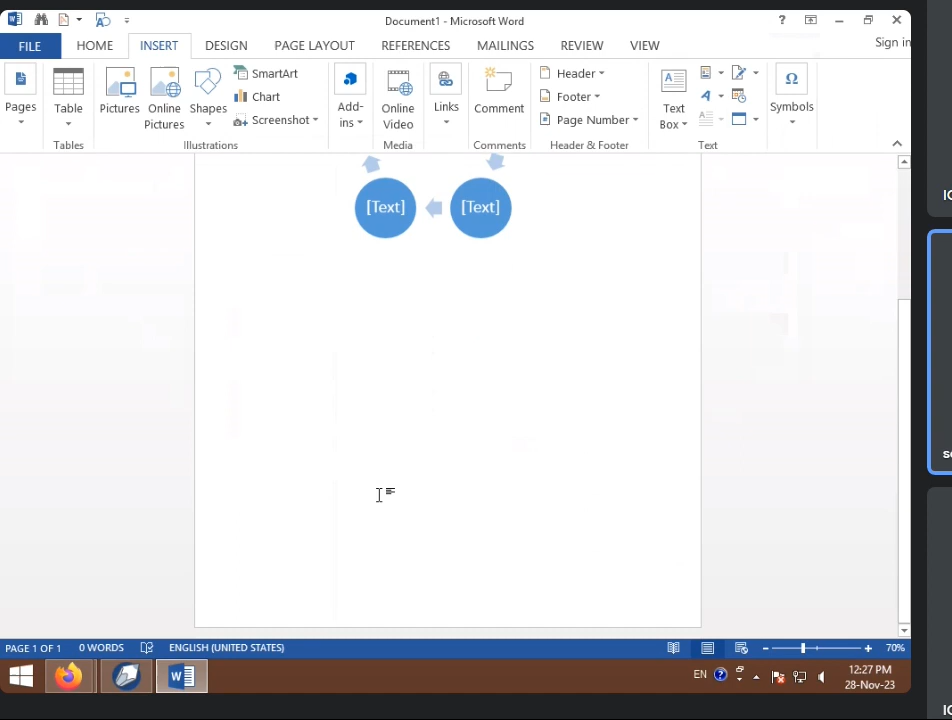 Document1 - Microsoft Word
?
Sign in
FILE HOME INSERT DESIGN PAGE LAYOUT REFERENCES MAILINGS REVIEW VIEW
Pages
Table
Pictures
Online Pictures
Shapes
SmartArt
Chart
Screenshot
Add-ins
Online Video
Links
Comment
Header
Footer
Page Number
Text Box
Symbols
Tables Illustrations Media Comments Header & Footer Text
[Text] [Text]
PAGE 1 OF 1 0 WORDS ENGLISH (UNITED STATES) 70%
EN
12:27 PM
28-Nov-23